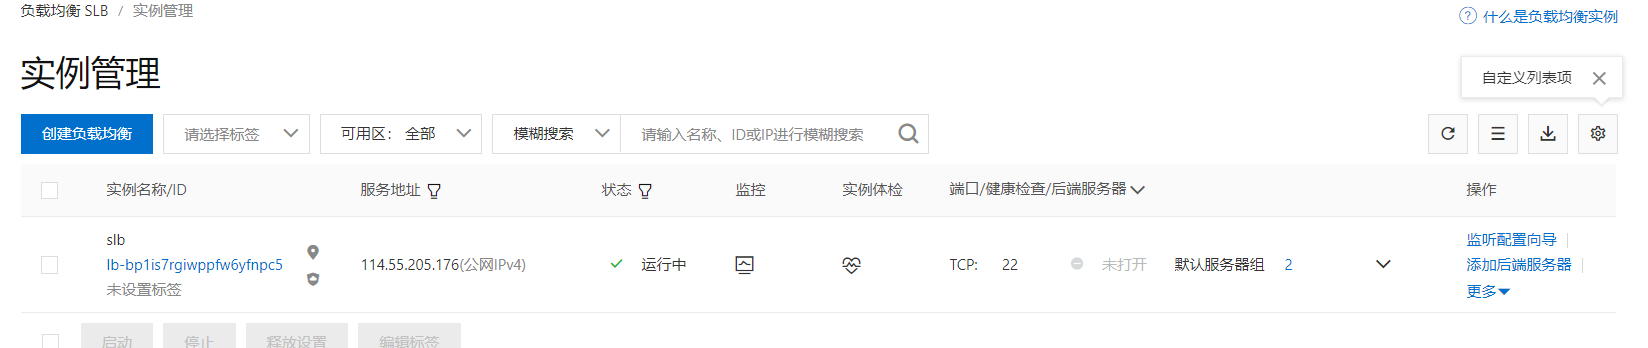 负载均衡 SLB / 实例管理
什么是负载均衡实例
实例管理
自定义列表项
创建负载均衡 请选择标签 可用区： 全部 模糊搜索 请输入名称、ID或IP进行模糊搜索
实例名称/ID 服务地址 状态 监控 实例体检 端口/健康检查/后端服务器 操作
slb
lb-bp1is7rgiwppfw6yfnpc5
未设置标签
114.55.205.176(公网IPv4) 运行中 TCP: 22 未打开 默认服务器组 2
监听配置向导
添加后端服务器
更多
启动 停止 释放设置 编辑标签